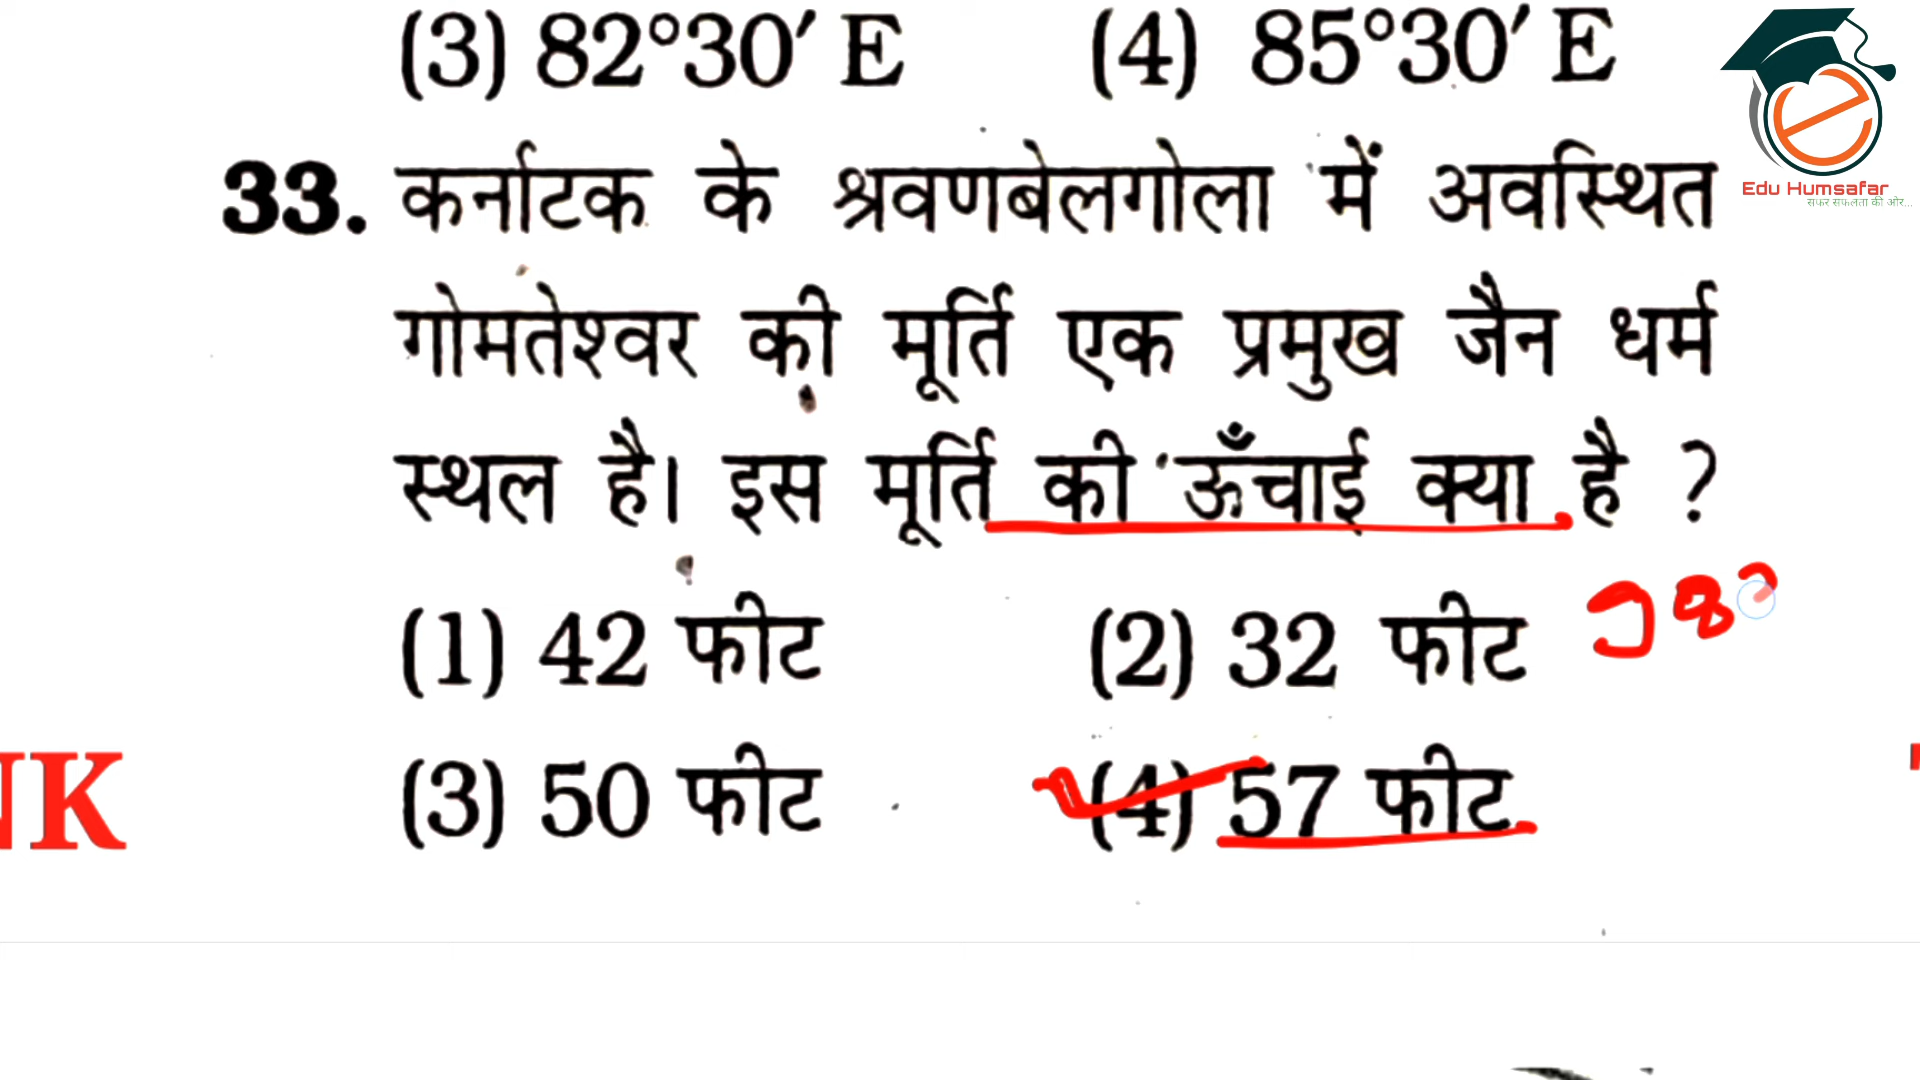 (3) 82°30′ E (4) 85°30′ E
33. कर्नाटक के श्रवणबेलगोला में अवस्थित
गोमतेश्वर की मूर्ति एक प्रमुख जैन धर्म
स्थल है। इस मूर्ति की ऊँचाई क्या है ?
(1) 42 फीट (2) 32 फीट
(3) 50 फीट (4) 57 फीट
NK
Edu Humsafar
सफर सफलता की ओर...